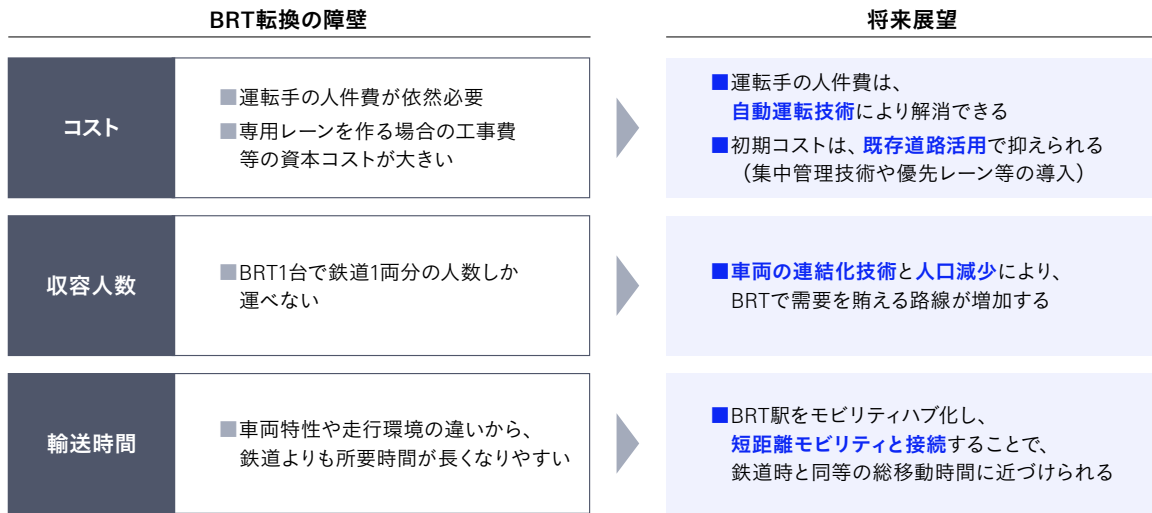 BRT転換の障壁
将来展望
コスト
■運転手の人件費が依然必要
■専用レーンを作る場合の工事費
等の資本コストが大きい
■運転手の人件費は、
自動運転技術により解消できる
■初期コストは、既存道路活用で抑えられる
（集中管理技術や優先レーン等の導入）
収容人数
■BRT1台で鉄道1両分の人数しか
運べない
■車両の連結化技術と人口減少により、
BRTで需要を賄える路線が増加する
輸送時間
■車両特性や走行環境の違いから、
鉄道よりも所要時間が長くなりやすい
■BRT駅をモビリティハブ化し、
短距離モビリティと接続することで、
鉄道時と同等の総移動時間に近づけられる